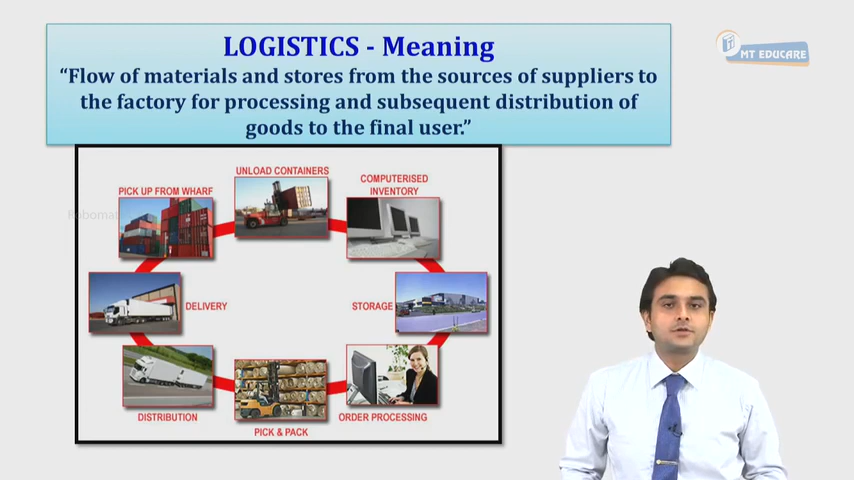 LOGISTICS - Meaning
“Flow of materials and stores from the sources of suppliers to
the factory for processing and subsequent distribution of
goods to the final user.”
MT EDUCARE
UNLOAD CONTAINERS
COMPUTERISED
INVENTORY
PICK UP FROM WHARF
Robomat
DELIVERY
STORAGE
DISTRIBUTION
ORDER PROCESSING
PICK & PACK